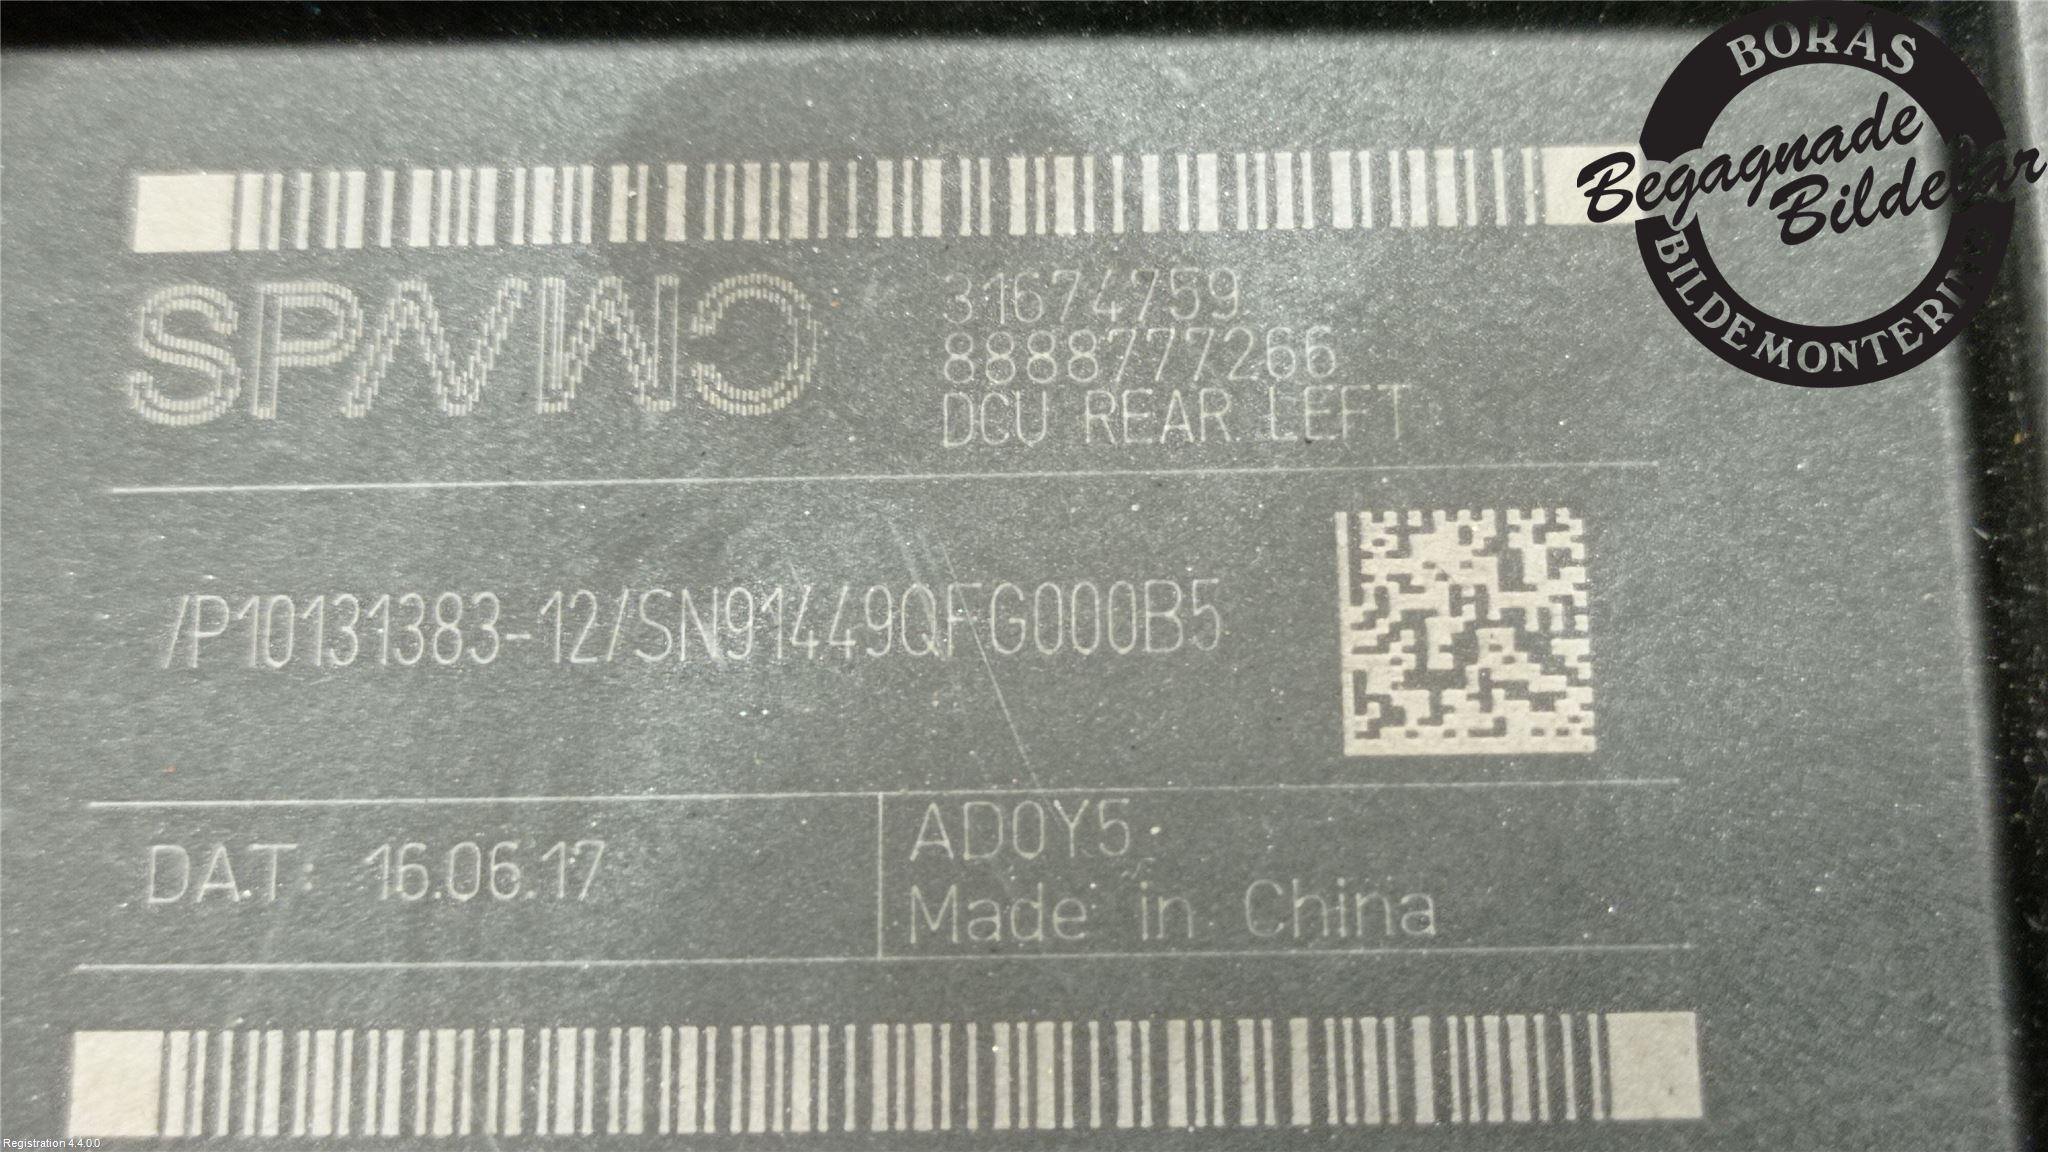 BORÅS
Begagnade
Bildelar
BILDEMONTERING
31674759
8888777266
DCU REAR LEFT
/P10131383-12/SN91449QFG000B5
DAT: 16.06.17
AD0Y5
Made in China
Registration 4.4.0.0